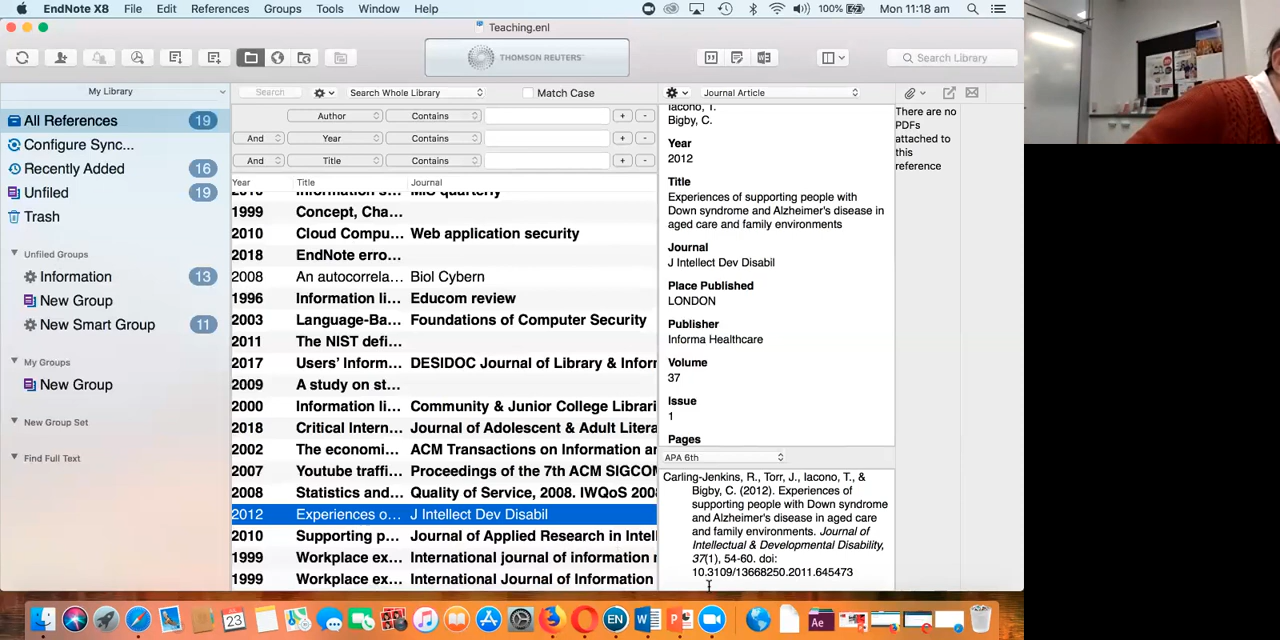 EndNote X8 File Edit References Groups Tools Window Help 100% Mon 11:18 am
Teaching.enl
THOMSON REUTERS™
Search Library
My Library
Search Search Whole Library Match Case
Journal Article
All References 19
Configure Sync...
Recently Added 16
Unfiled 19
Trash
Unfiled Groups
Information 13
New Group
New Smart Group 11
My Groups
New Group
New Group Set
Find Full Text
Author Contains + -
And Year Contains + -
And Title Contains + -
Year Title Journal
1999 Concept, Cha...
2010 Cloud Compu... Web application security
2018 EndNote erro...
2008 An autocorrela... Biol Cybern
1996 Information li... Educom review
2003 Language-Ba... Foundations of Computer Security
2011 The NIST defi...
2017 Users' Inform... DESIDOC Journal of Library & Inforr
2009 A study on st...
2000 Information li... Community & Junior College Librari
2018 Critical Intern... Journal of Adolescent & Adult Litera
2002 The economi... ACM Transactions on Information an
2007 Youtube traffi... Proceedings of the 7th ACM SIGCOM
2008 Statistics and... Quality of Service, 2008. IWQoS 2008
2012 Experiences o... J Intellect Dev Disabil
2010 Supporting p... Journal of Applied Research in Intel
1999 Workplace ex... International journal of information
1999 Workplace ex... International Journal of Information
Iacono, T.
Bigby, C.
Year
2012
Title
Experiences of supporting people with
Down syndrome and Alzheimer's disease in
aged care and family environments
Journal
J Intellect Dev Disabil
Place Published
LONDON
Publisher
Informa Healthcare
Volume
37
Issue
1
Pages
APA 6th
Carling-Jenkins, R., Torr, J., Iacono, T., &
Bigby, C. (2012). Experiences of
supporting people with Down syndrome
and Alzheimer's disease in aged care
and family environments. Journal of
Intellectual & Developmental Disability,
37(1), 54-60. doi:
10.3109/13668250.2011.645473
There are no
PDFs
attached to
this
reference
23 EN W P Ae